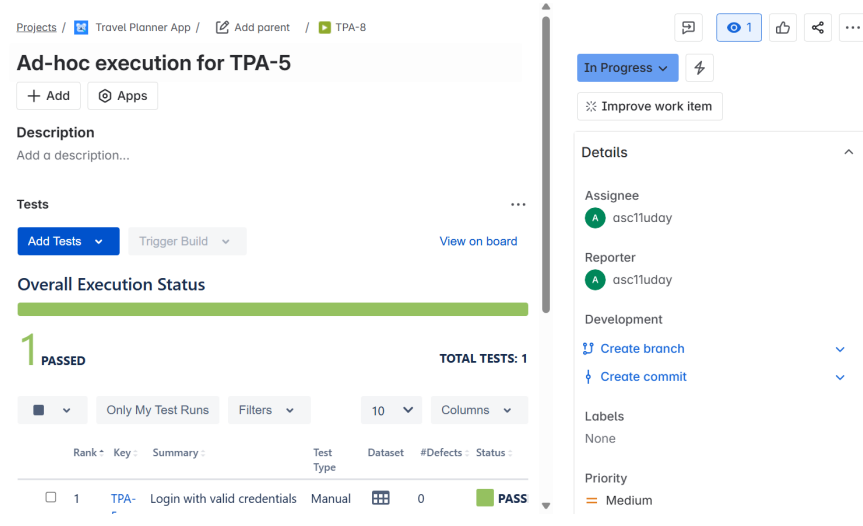 Projects / Travel Planner App / Add parent / TPA-8
1
Ad-hoc execution for TPA-5
In Progress
Add Apps
Improve work item
Description
Add a description...
Details
Tests
Assignee
A asc11uday
Add Tests Trigger Build View on board
Reporter
A asc11uday
Overall Execution Status
Development
Create branch
1 PASSED TOTAL TESTS: 1
Create commit
Only My Test Runs Filters 10 Columns
Labels
None
Rank Key Summary Test Type Dataset #Defects Status
Priority
Medium
1 TPA- Login with valid credentials Manual 0 PASS